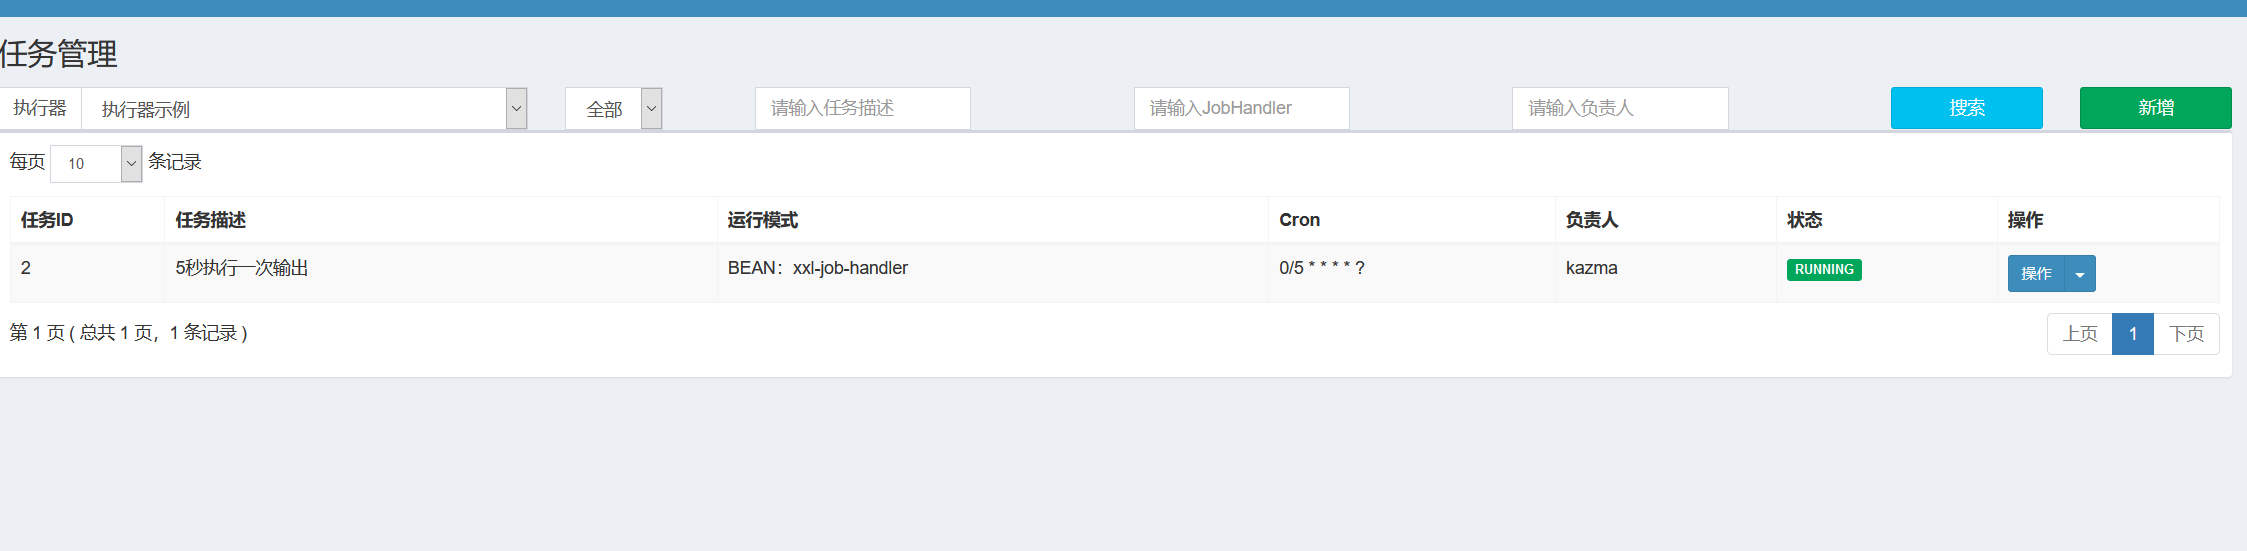 任务管理
执行器 执行器示例 全部 请输入任务描述 请输入JobHandler 请输入负责人 搜索 新增
每页 10 条记录
任务ID 任务描述 运行模式 Cron 负责人 状态 操作
2 5秒执行一次输出 BEAN：xxl-job-handler 0/5 * * * * ? kazma RUNNING 操作
第 1 页 ( 总共 1 页，1 条记录 ) 上页 1 下页